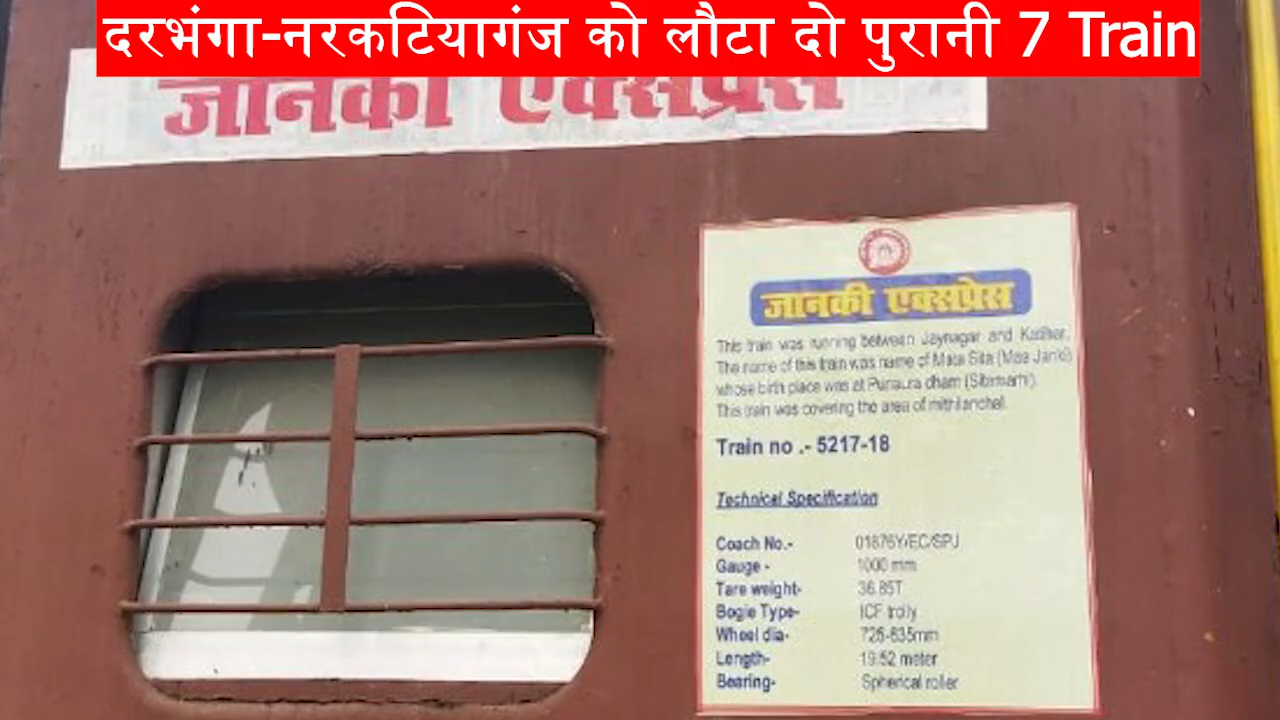 दरभंगा-नरकटियागंज को लौटा दो पुरानी 7 Train
जानकी एक्सप्रेस
जानकी एक्सप्रेस
This train was running between Jaynagar and Katihar.
The name of this train was name of Mata Sita (Maa Janki)
whose birth place was at Punaura dham (Sitamarhi).
This train was covering the area of mithilanchal.
Train no .- 5217-18
Technical Specification
Coach No.- 01876Y/EC/SPJ
Gauge - 1000 mm
Tare weight- 36.85T
Bogie Type- ICF trolly
Wheel dia- 725-635mm
Length- 19.52 meter
Bearing- Spherical roller